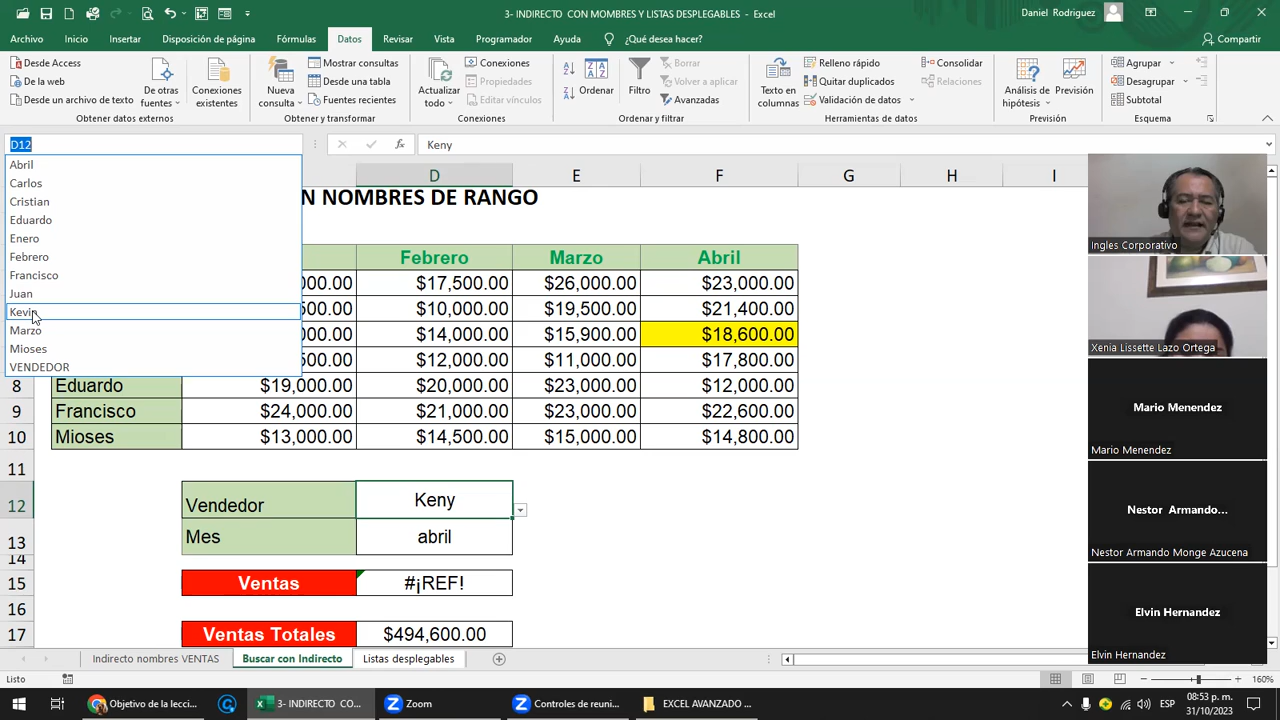 3- INDIRECTO CON MOMBRES Y LISTAS DESPLEGABLES - Excel
Daniel Rodriguez
Archivo Inicio Insertar Disposición de página Fórmulas Datos Revisar Vista Programador Ayuda ¿Qué desea hacer? Compartir
Desde Access
De la web
Desde un archivo de texto
De otras fuentes
Conexiones existentes
Obtener datos externos
Nueva consulta
Mostrar consultas
Desde una tabla
Fuentes recientes
Obtener y transformar
Actualizar todo
Conexiones
Propiedades
Editar vínculos
Conexiones
Ordenar
Filtro
Borrar
Volver a aplicar
Avanzadas
Ordenar y filtrar
Texto en columnas
Relleno rápido
Quitar duplicados
Validación de datos
Consolidar
Relaciones
Herramientas de datos
Análisis de hipótesis
Previsión
Previsión
Agrupar
Desagrupar
Subtotal
Esquema
D12
Keny
Abril
Carlos
Cristian
Eduardo
Enero
Febrero
Francisco
Juan
Marzo
Mioses
VENDEDOR
D E F G H I
N NOMBRES DE RANGO
Febrero Marzo Abril
000.00 $17,500.00 $26,000.00 $23,000.00
500.00 $10,000.00 $19,500.00 $21,400.00
000.00 $14,000.00 $15,900.00 $18,600.00
500.00 $12,000.00 $11,000.00 $17,800.00
8 Eduardo $19,000.00 $20,000.00 $23,000.00 $12,000.00
9 Francisco $24,000.00 $21,000.00 $23,000.00 $22,600.00
10 Mioses $13,000.00 $14,500.00 $15,000.00 $14,800.00
11
12 Vendedor Keny
13 Mes abril
14
15 Ventas #¡REF!
16
17 Ventas Totales $494,600.00
Ingles Corporativo
Xenia Lissette Lazo Ortega
Mario Menendez
Mario Menendez
Nestor Armando...
Nestor Armando Monge Azucena
Elvin Hernandez
Elvin Hernandez
Indirecto nombres VENTAS Buscar con Indirecto Listas desplegables
Listo
160%
Objetivo de la lecci...
3- INDIRECTO CO...
Zoom
Controles de reuni...
EXCEL AVANZADO ...
ESP
08:53 p. m.
31/10/2023